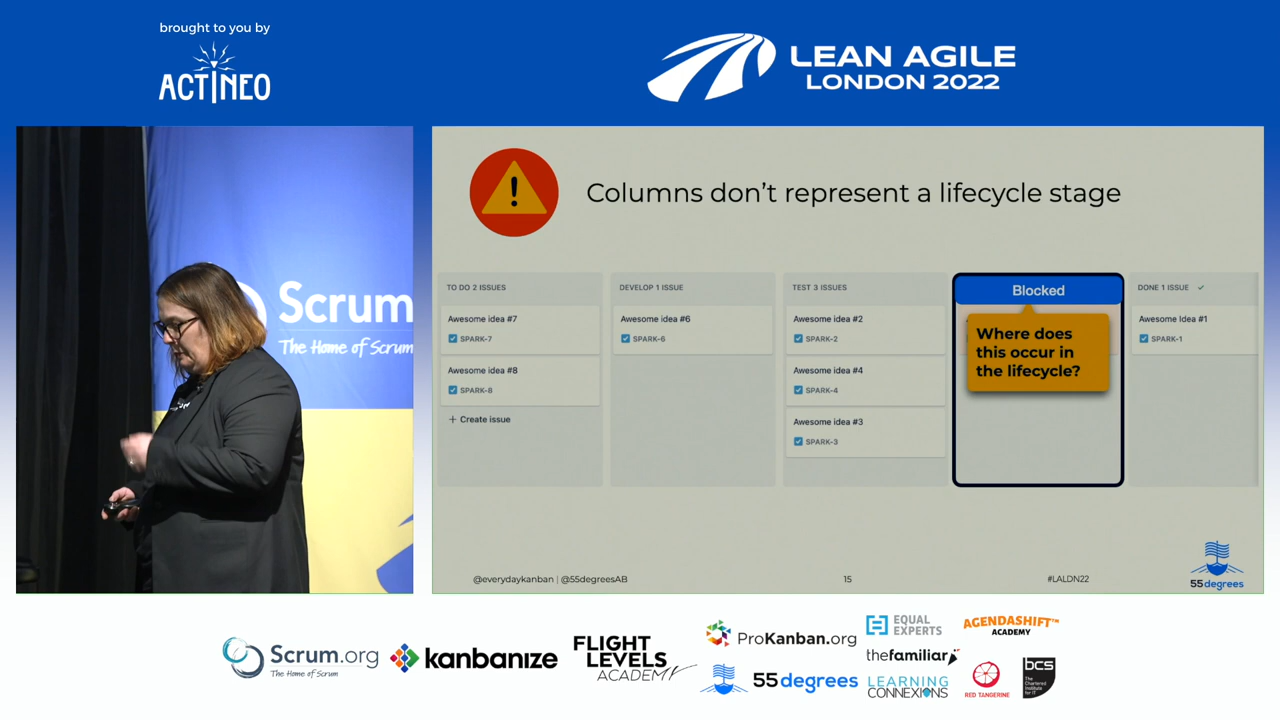 brought to you by
ACTINEO
LEAN AGILE
LONDON 2022
Scrum
The Home of Scrum
!
Columns don't represent a lifecycle stage
TO DO 2 ISSUES
Awesome idea #7
SPARK-7
Awesome idea #8
SPARK-8
+ Create issue
DEVELOP 1 ISSUE
Awesome idea #6
SPARK-6
TEST 3 ISSUES
Awesome idea #2
SPARK-2
Awesome idea #4
SPARK-4
Awesome idea #3
SPARK-3
Blocked
Where does
this occur in
the lifecycle?
DONE 1 ISSUE ✓
Awesome Idea #1
SPARK-1
@everydaykanban | @55degreesAB
15
#LALDN22
55degrees
Scrum.org
The Home of Scrum
kanbanize
FLIGHT
LEVELS
ACADEMY
ProKanban.org
55degrees
EQUAL
EXPERTS
thefamiliar
LEARNING
CONNEXIONS
AGENDASHIFT™
ACADEMY
RED TANGERINE
bcs
The
Chartered
Institute
for IT